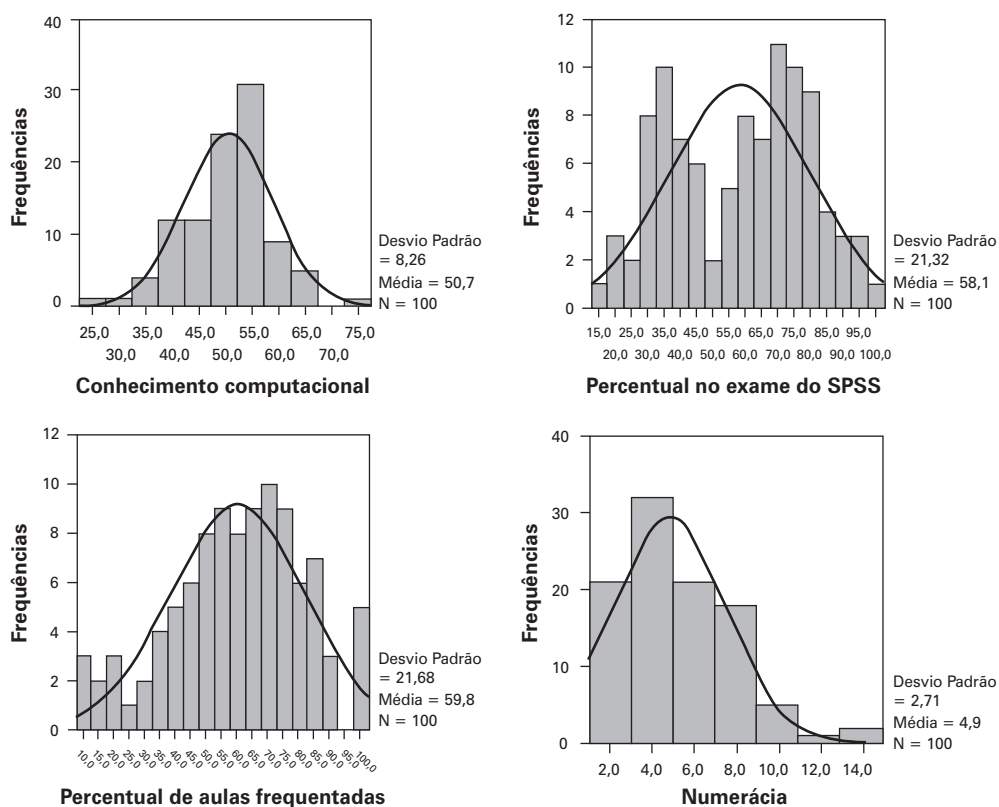 40
30
20
10
0
Frequências
25,0 35,0 45,0 55,0 65,0 75,0
30,0 40,0 50,0 60,0 70,0
Conhecimento computacional
Desvio Padrão
= 8,26
Média = 50,7
N = 100
12
10
8
6
4
2
0
Frequências
15,0 25,0 35,0 45,0 55,0 65,0 75,0 85,0 95,0
20,0 30,0 40,0 50,0 60,0 70,0 80,0 90,0 100,0
Percentual no exame do SPSS
Desvio Padrão
= 21,32
Média = 58,1
N = 100
12
10
8
6
4
2
0
Frequências
10,0 15,0 20,0 25,0 30,0 35,0 40,0 45,0 50,0 55,0 60,0 65,0 70,0 75,0 80,0 85,0 90,0 95,0 100,0
Percentual de aulas frequentadas
Desvio Padrão
= 21,68
Média = 59,8
N = 100
40
30
20
10
0
Frequências
2,0 4,0 6,0 8,0 10,0 12,0 14,0
Numerácia
Desvio Padrão
= 2,71
Média = 4,9
N = 100